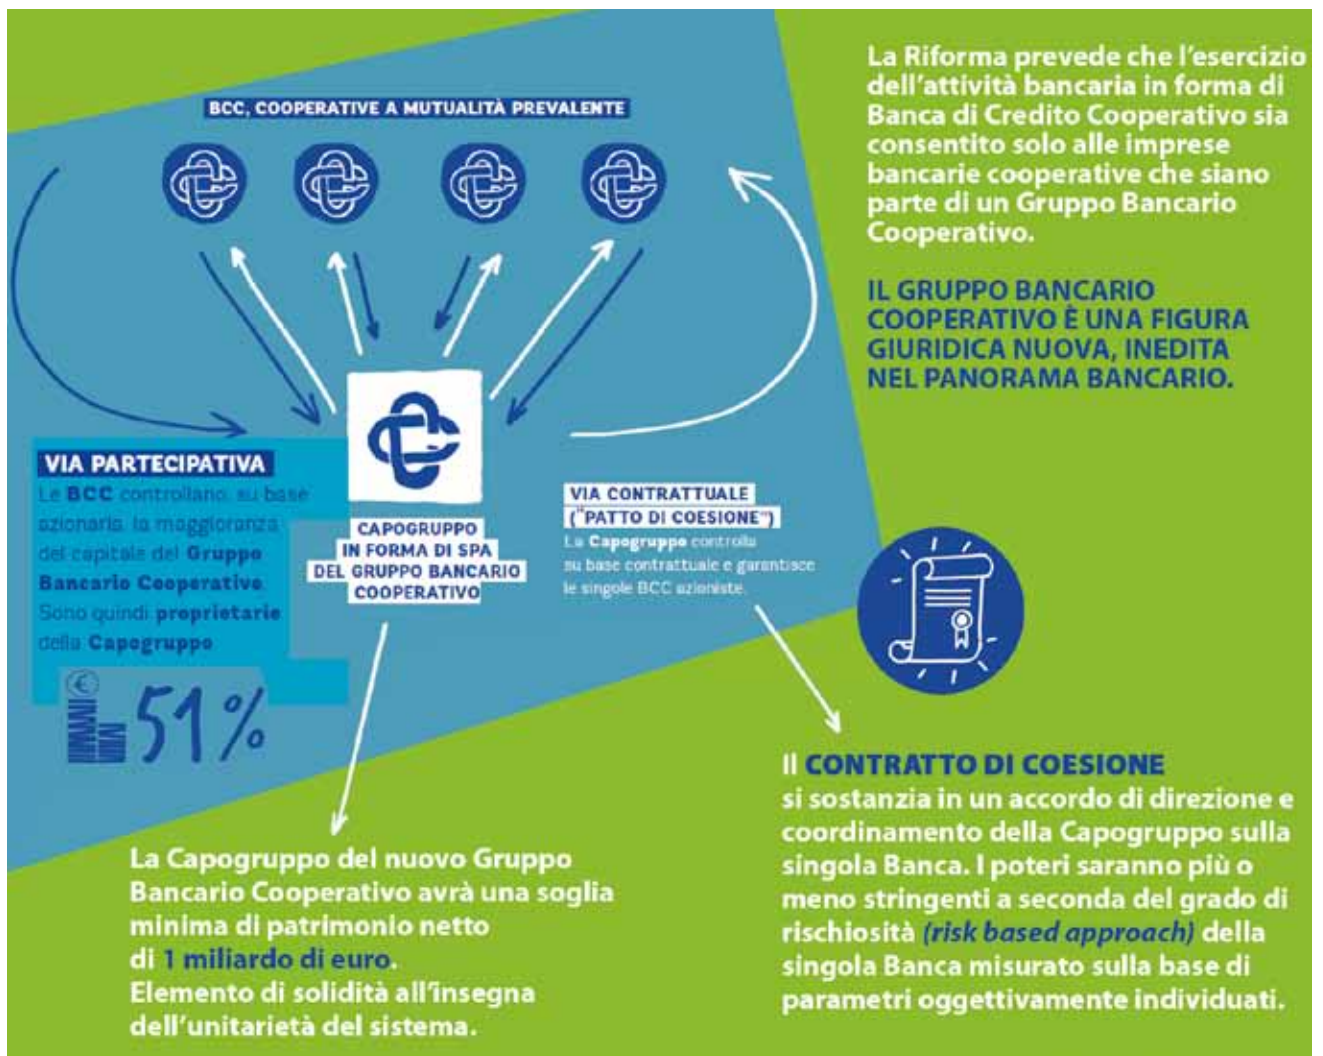 BCC, COOPERATIVE A MUTUALITÀ PREVALENTE
VIA PARTECIPATIVA
Le BCC controllano, su base
azionaria, la maggioranza
del capitale del Gruppo
Bancario Cooperative.
Sono quindi proprietarie
della Capogruppo
51%
CAPOGRUPPO
IN FORMA DI SPA
DEL GRUPPO BANCARIO
COOPERATIVO
VIA CONTRATTUALE
("PATTO DI COESIONE")
La Capogruppo controlla
su base contrattuale e garantisce
le singole BCC azioniste.
La Riforma prevede che l'esercizio
dell'attività bancaria in forma di
Banca di Credito Cooperativo sia
consentito solo alle imprese
bancarie cooperative che siano
parte di un Gruppo Bancario
Cooperativo.
IL GRUPPO BANCARIO
COOPERATIVO È UNA FIGURA
GIURIDICA NUOVA, INEDITA
NEL PANORAMA BANCARIO.
La Capogruppo del nuovo Gruppo
Bancario Cooperativo avrà una soglia
minima di patrimonio netto
di 1 miliardo di euro.
Elemento di solidità all'insegna
dell'unitarietà del sistema.
Il CONTRATTO DI COESIONE
si sostanzia in un accordo di direzione e
coordinamento della Capogruppo sulla
singola Banca. I poteri saranno più o
meno stringenti a seconda del grado di
rischiosità (risk based approach) della
singola Banca misurato sulla base di
parametri oggettivamente individuati.